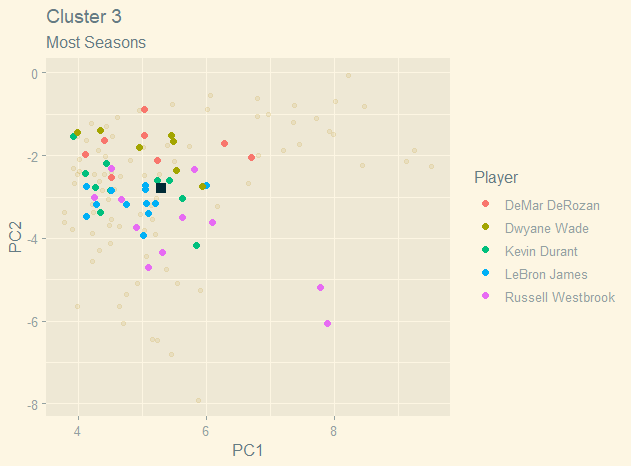 Cluster 3
Most Seasons
0
-2
-4
-6
-8
PC2
4
6
8
PC1
Player
DeMar DeRozan
Dwyane Wade
Kevin Durant
LeBron James
Russell Westbrook